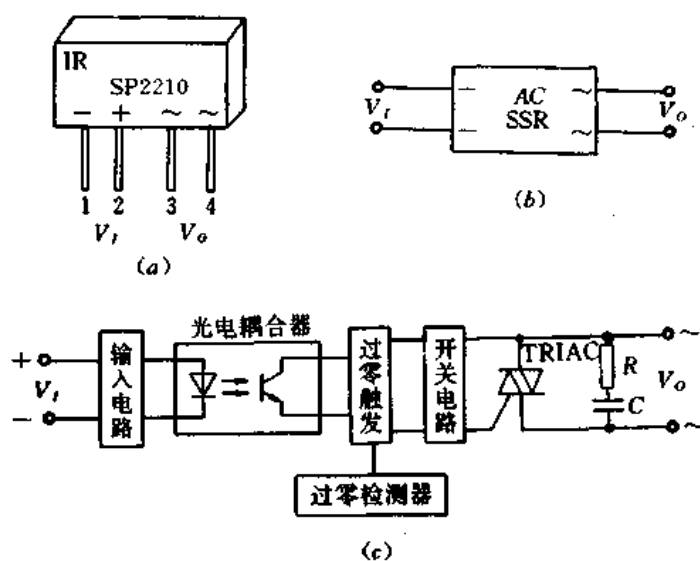 IR
SP2210
− + ~ ~
1 2 3 4
V_I V_o
(a)
V_I − AC ~ V_o
− SSR ~
(b)
光电耦合器
+ V_I −
输入电路
过零触发
开关电路
TRIAC
R
C
~ V_o ~
过零检测器
(c)